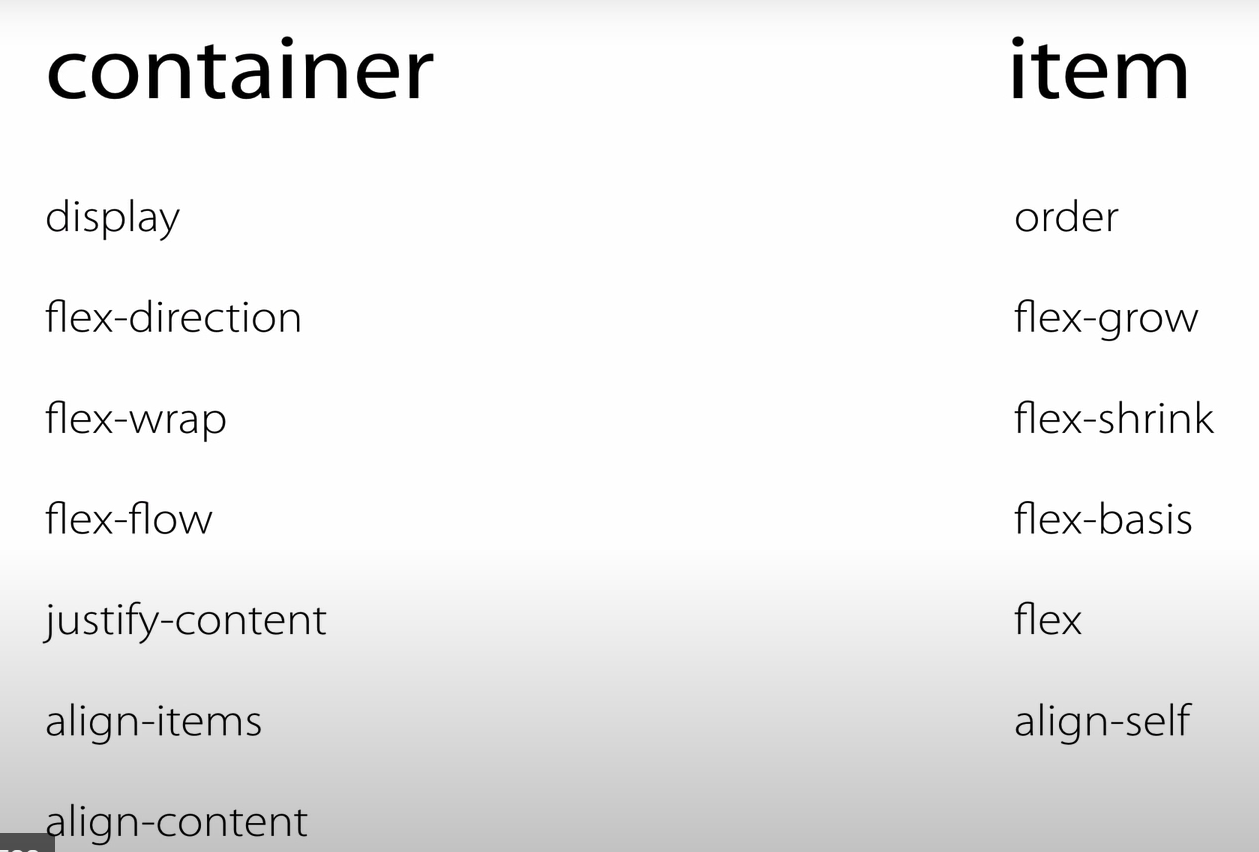 container
display
flex-direction
flex-wrap
flex-flow
justify-content
align-items
align-content
item
order
flex-grow
flex-shrink
flex-basis
flex
align-self